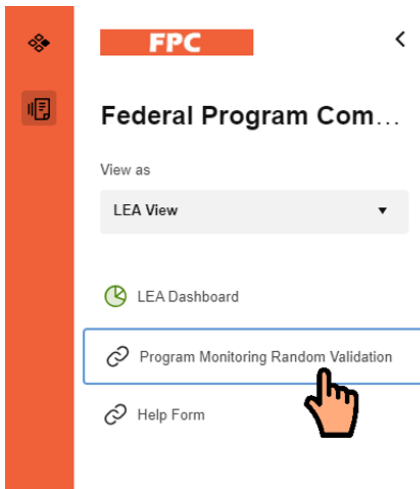 FPC
Federal Program Com...
View as
LEA View
LEA Dashboard
Program Monitoring Random Validation
Help Form